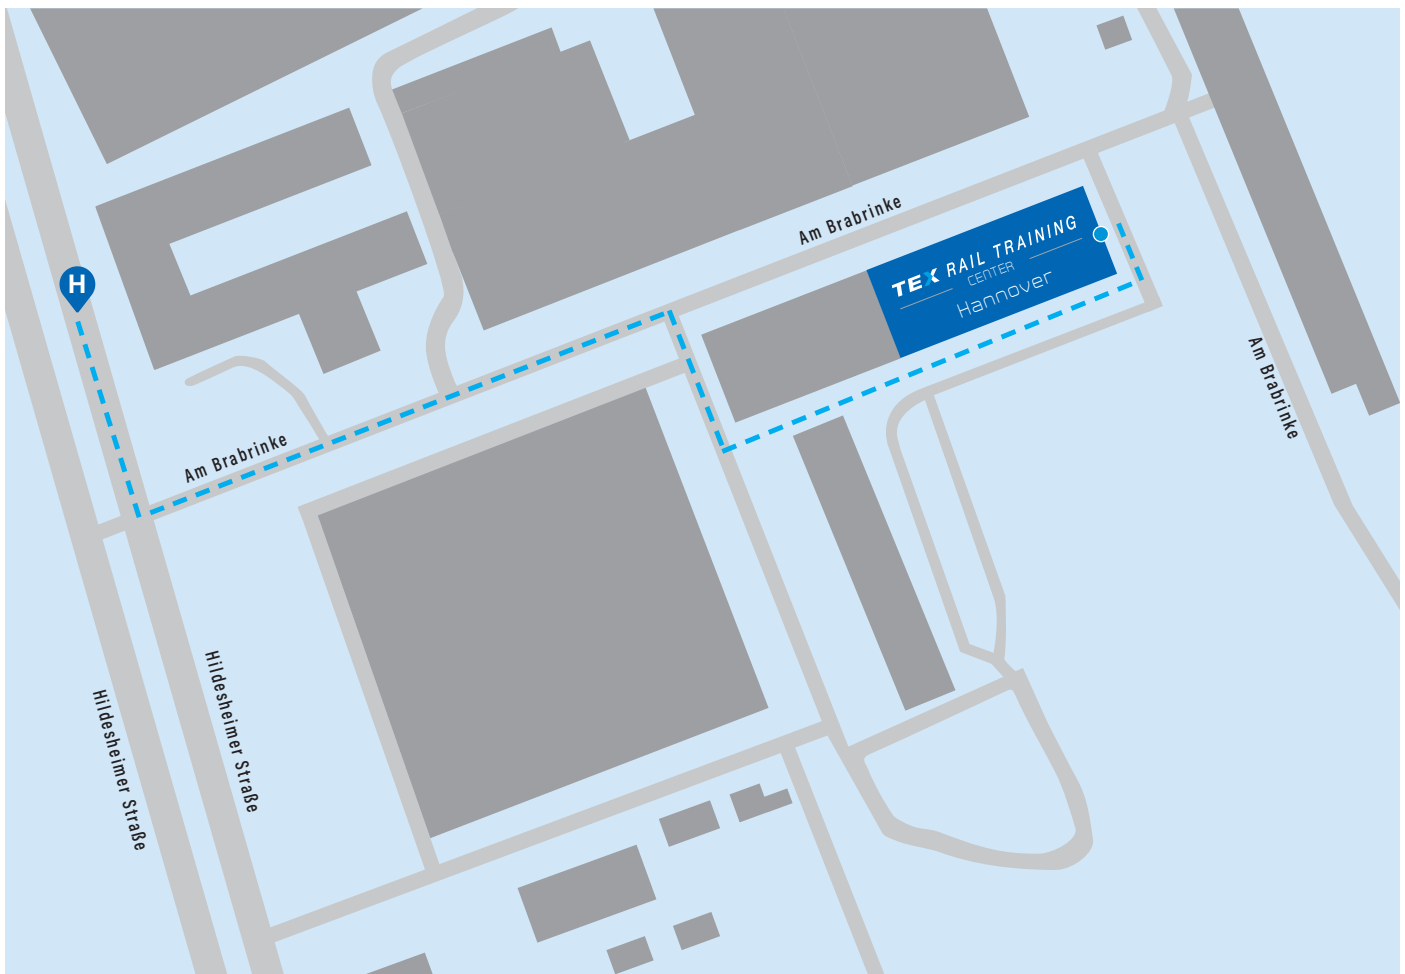 Am Brabrinke
TEX RAIL TRAINING
CENTER
Hannover
H
Am Brabrinke
Am Brabrinke
Hildesheimer Straße
Hildesheimer Straße